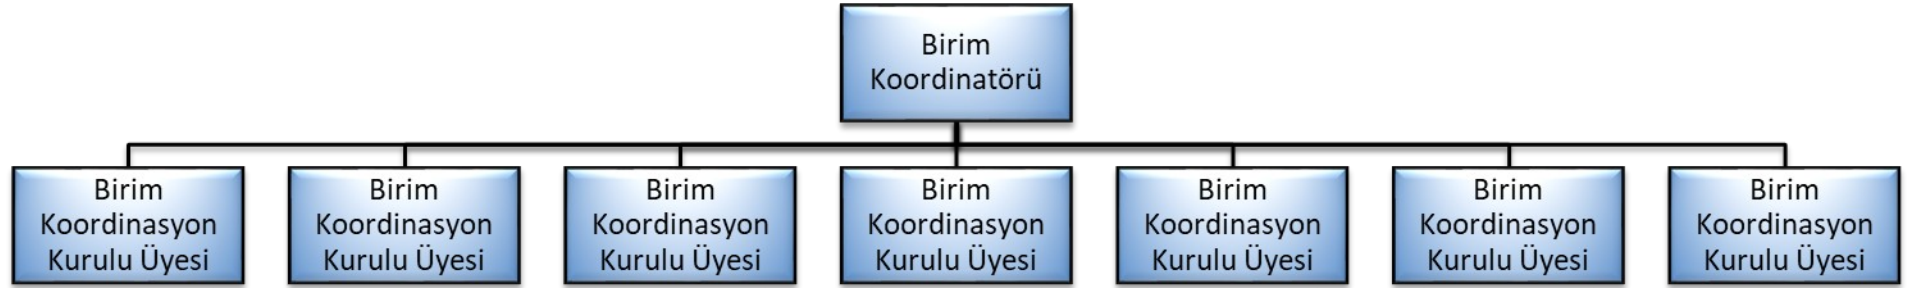 Birim
Koordinatörü
Birim
Koordinasyon
Kurulu Üyesi
Birim
Koordinasyon
Kurulu Üyesi
Birim
Koordinasyon
Kurulu Üyesi
Birim
Koordinasyon
Kurulu Üyesi
Birim
Koordinasyon
Kurulu Üyesi
Birim
Koordinasyon
Kurulu Üyesi
Birim
Koordinasyon
Kurulu Üyesi